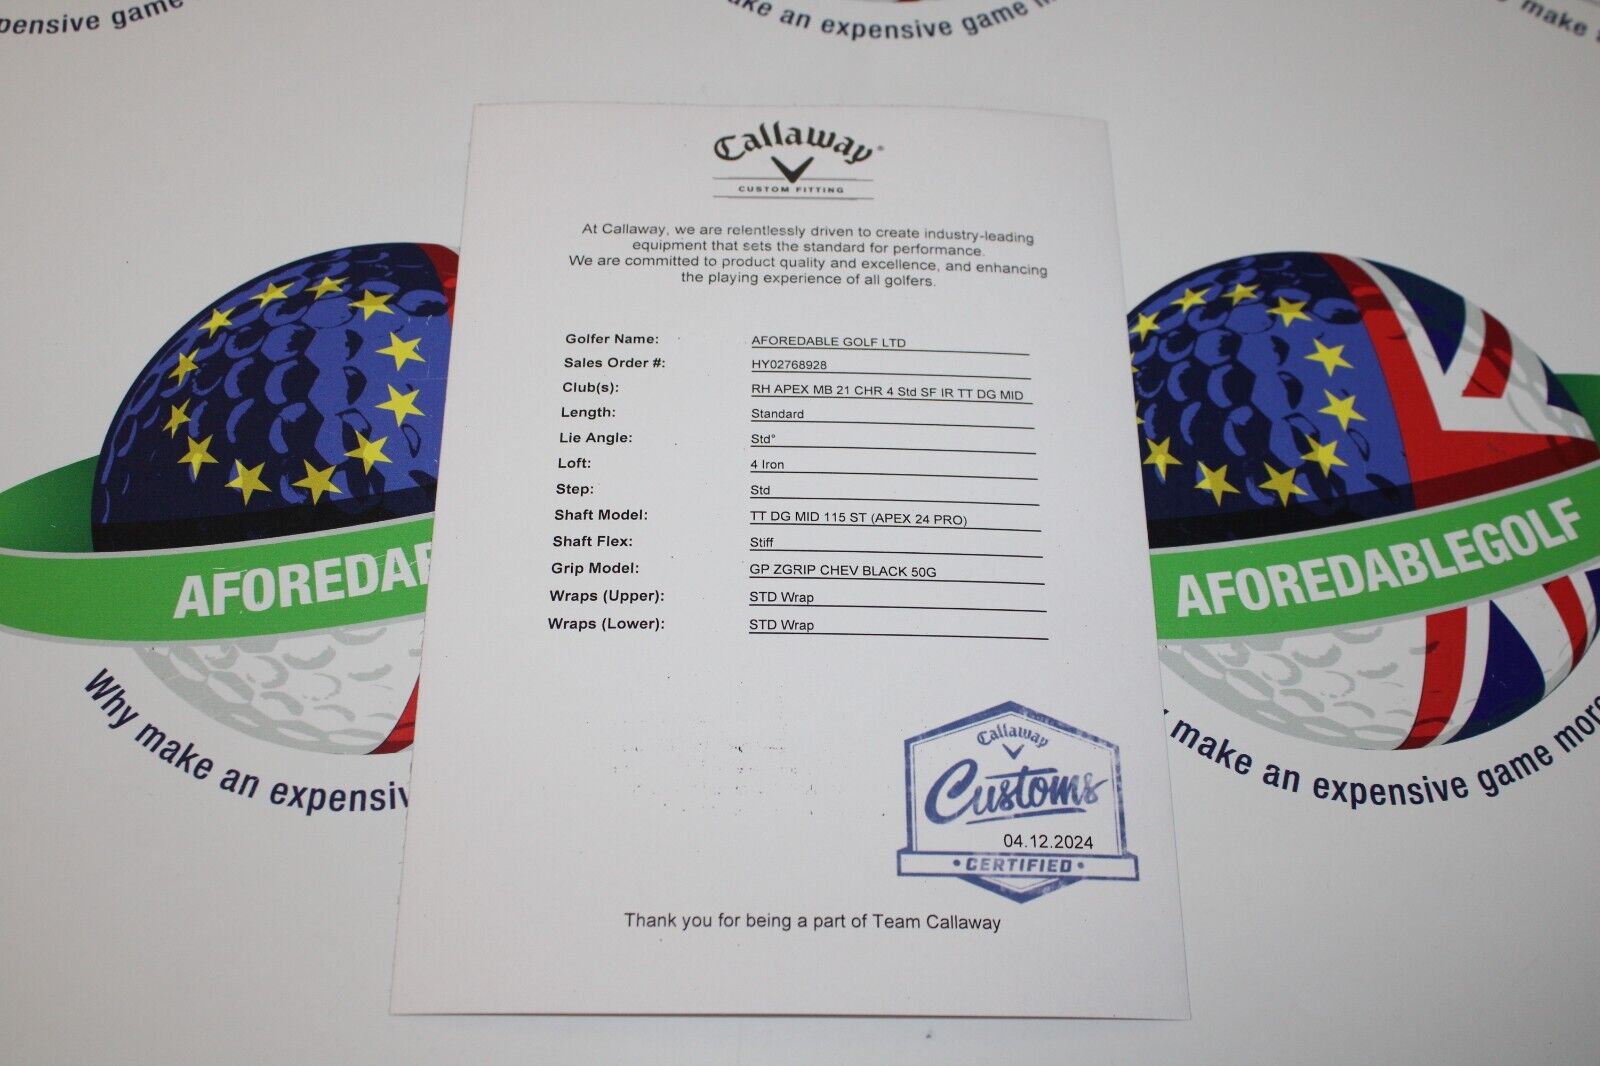 pensive game
ke an expensive game m
make
Callaway®
CUSTOM FITTING
At Callaway, we are relentlessly driven to create industry-leading
equipment that sets the standard for performance.
We are committed to product quality and excellence, and enhancing
the playing experience of all golfers.
Golfer Name: AFOREDABLE GOLF LTD
Sales Order #: HY02768928
Club(s): RH APEX MB 21 CHR 4 Std SF IR TT DG MID
Length: Standard
Lie Angle: Std°
Loft: 4 Iron
Step: Std
Shaft Model: TT DG MID 115 ST (APEX 24 PRO)
Shaft Flex: Stiff
Grip Model: GP ZGRIP CHEV BLACK 50G
Wraps (Upper): STD Wrap
Wraps (Lower): STD Wrap
AFOREDAB
AFOREDABLEGOLF
Why make an expensiv
make an expensive game mor
Callaway
Customs
04.12.2024
• CERTIFIED •
Thank you for being a part of Team Callaway